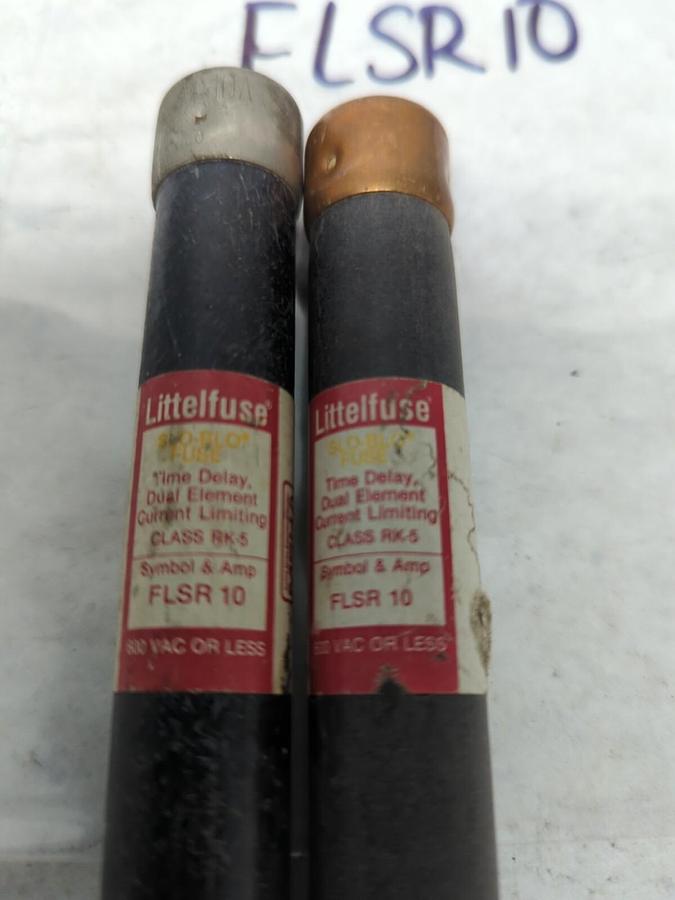 FLSR 10
Littelfuse®
SLO-BLO®
FUSE
Time Delay,
Dual Element
Current Limiting
CLASS RK-5
Symbol & Amp
FLSR 10
600 VAC OR LESS
Littelfuse®
SLO-BLO®
FUSE
Time Delay,
Dual Element
Current Limiting
CLASS RK-5
Symbol & Amp
FLSR 10
600 VAC OR LESS